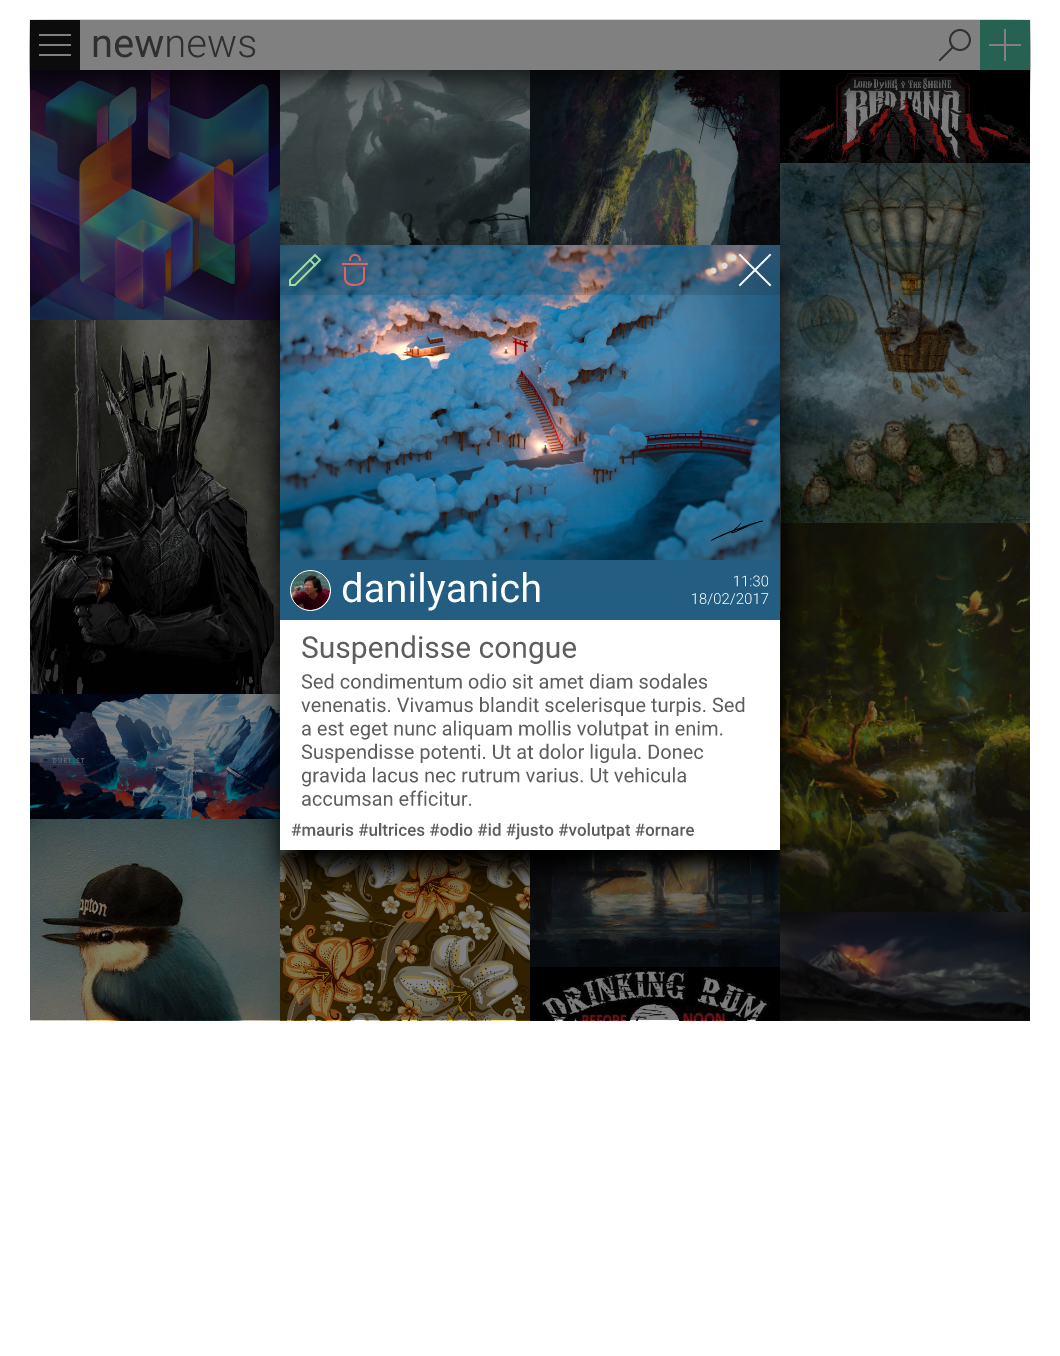 newnews
LORD DYING & THE SHRINE
RED FANG
danilyanich
11:30
18/02/2017
Suspendisse congue
Sed condimentum odio sit amet diam sodales
venenatis. Vivamus blandit scelerisque turpis. Sed
a est eget nunc aliquam mollis volutpat in enim.
Suspendisse potenti. Ut at dolor ligula. Donec
gravida lacus nec rutrum varius. Ut vehicula
accumsan efficitur.
#mauris #ultrices #odio #id #justo #volutpat #ornare
DRINKING RUM
BEFORE NOON